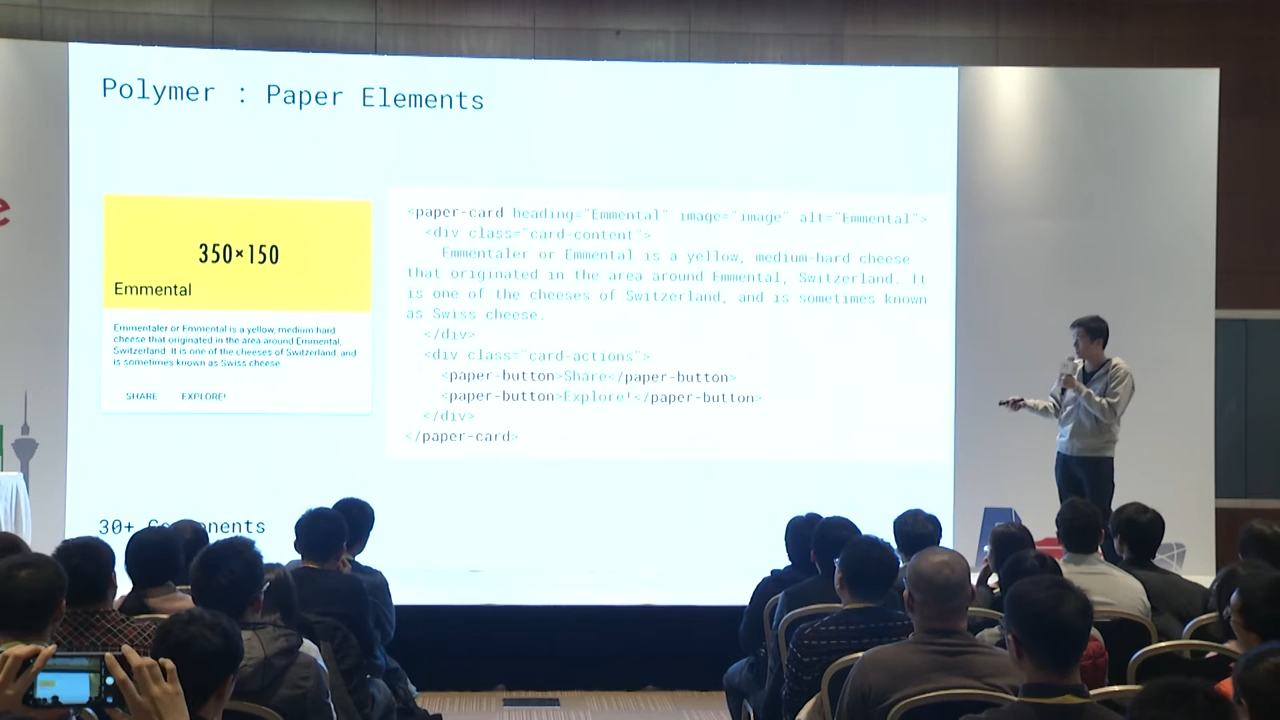 Polymer : Paper Elements
350×150
Emmental
Emmentaler or Emmental is a yellow, medium hard
cheese that originated in the area around Emmental,
Switzerland. It is one of the cheeses of Switzerland, and
is sometimes known as Swiss cheese.
SHARE EXPLORE!
<paper-card heading="Emmental" image="image" alt="Emmental">
<div class="card-content">
Emmentaler or Emmental is a yellow, medium-hard cheese
that originated in the area around Emmental, Switzerland. It
is one of the cheeses of Switzerland, and is sometimes known
as Swiss cheese.
</div>
<div class="card-actions">
<paper-button>Share</paper-button>
<paper-button>Explore!</paper-button>
</div>
</paper-card>
30+
e